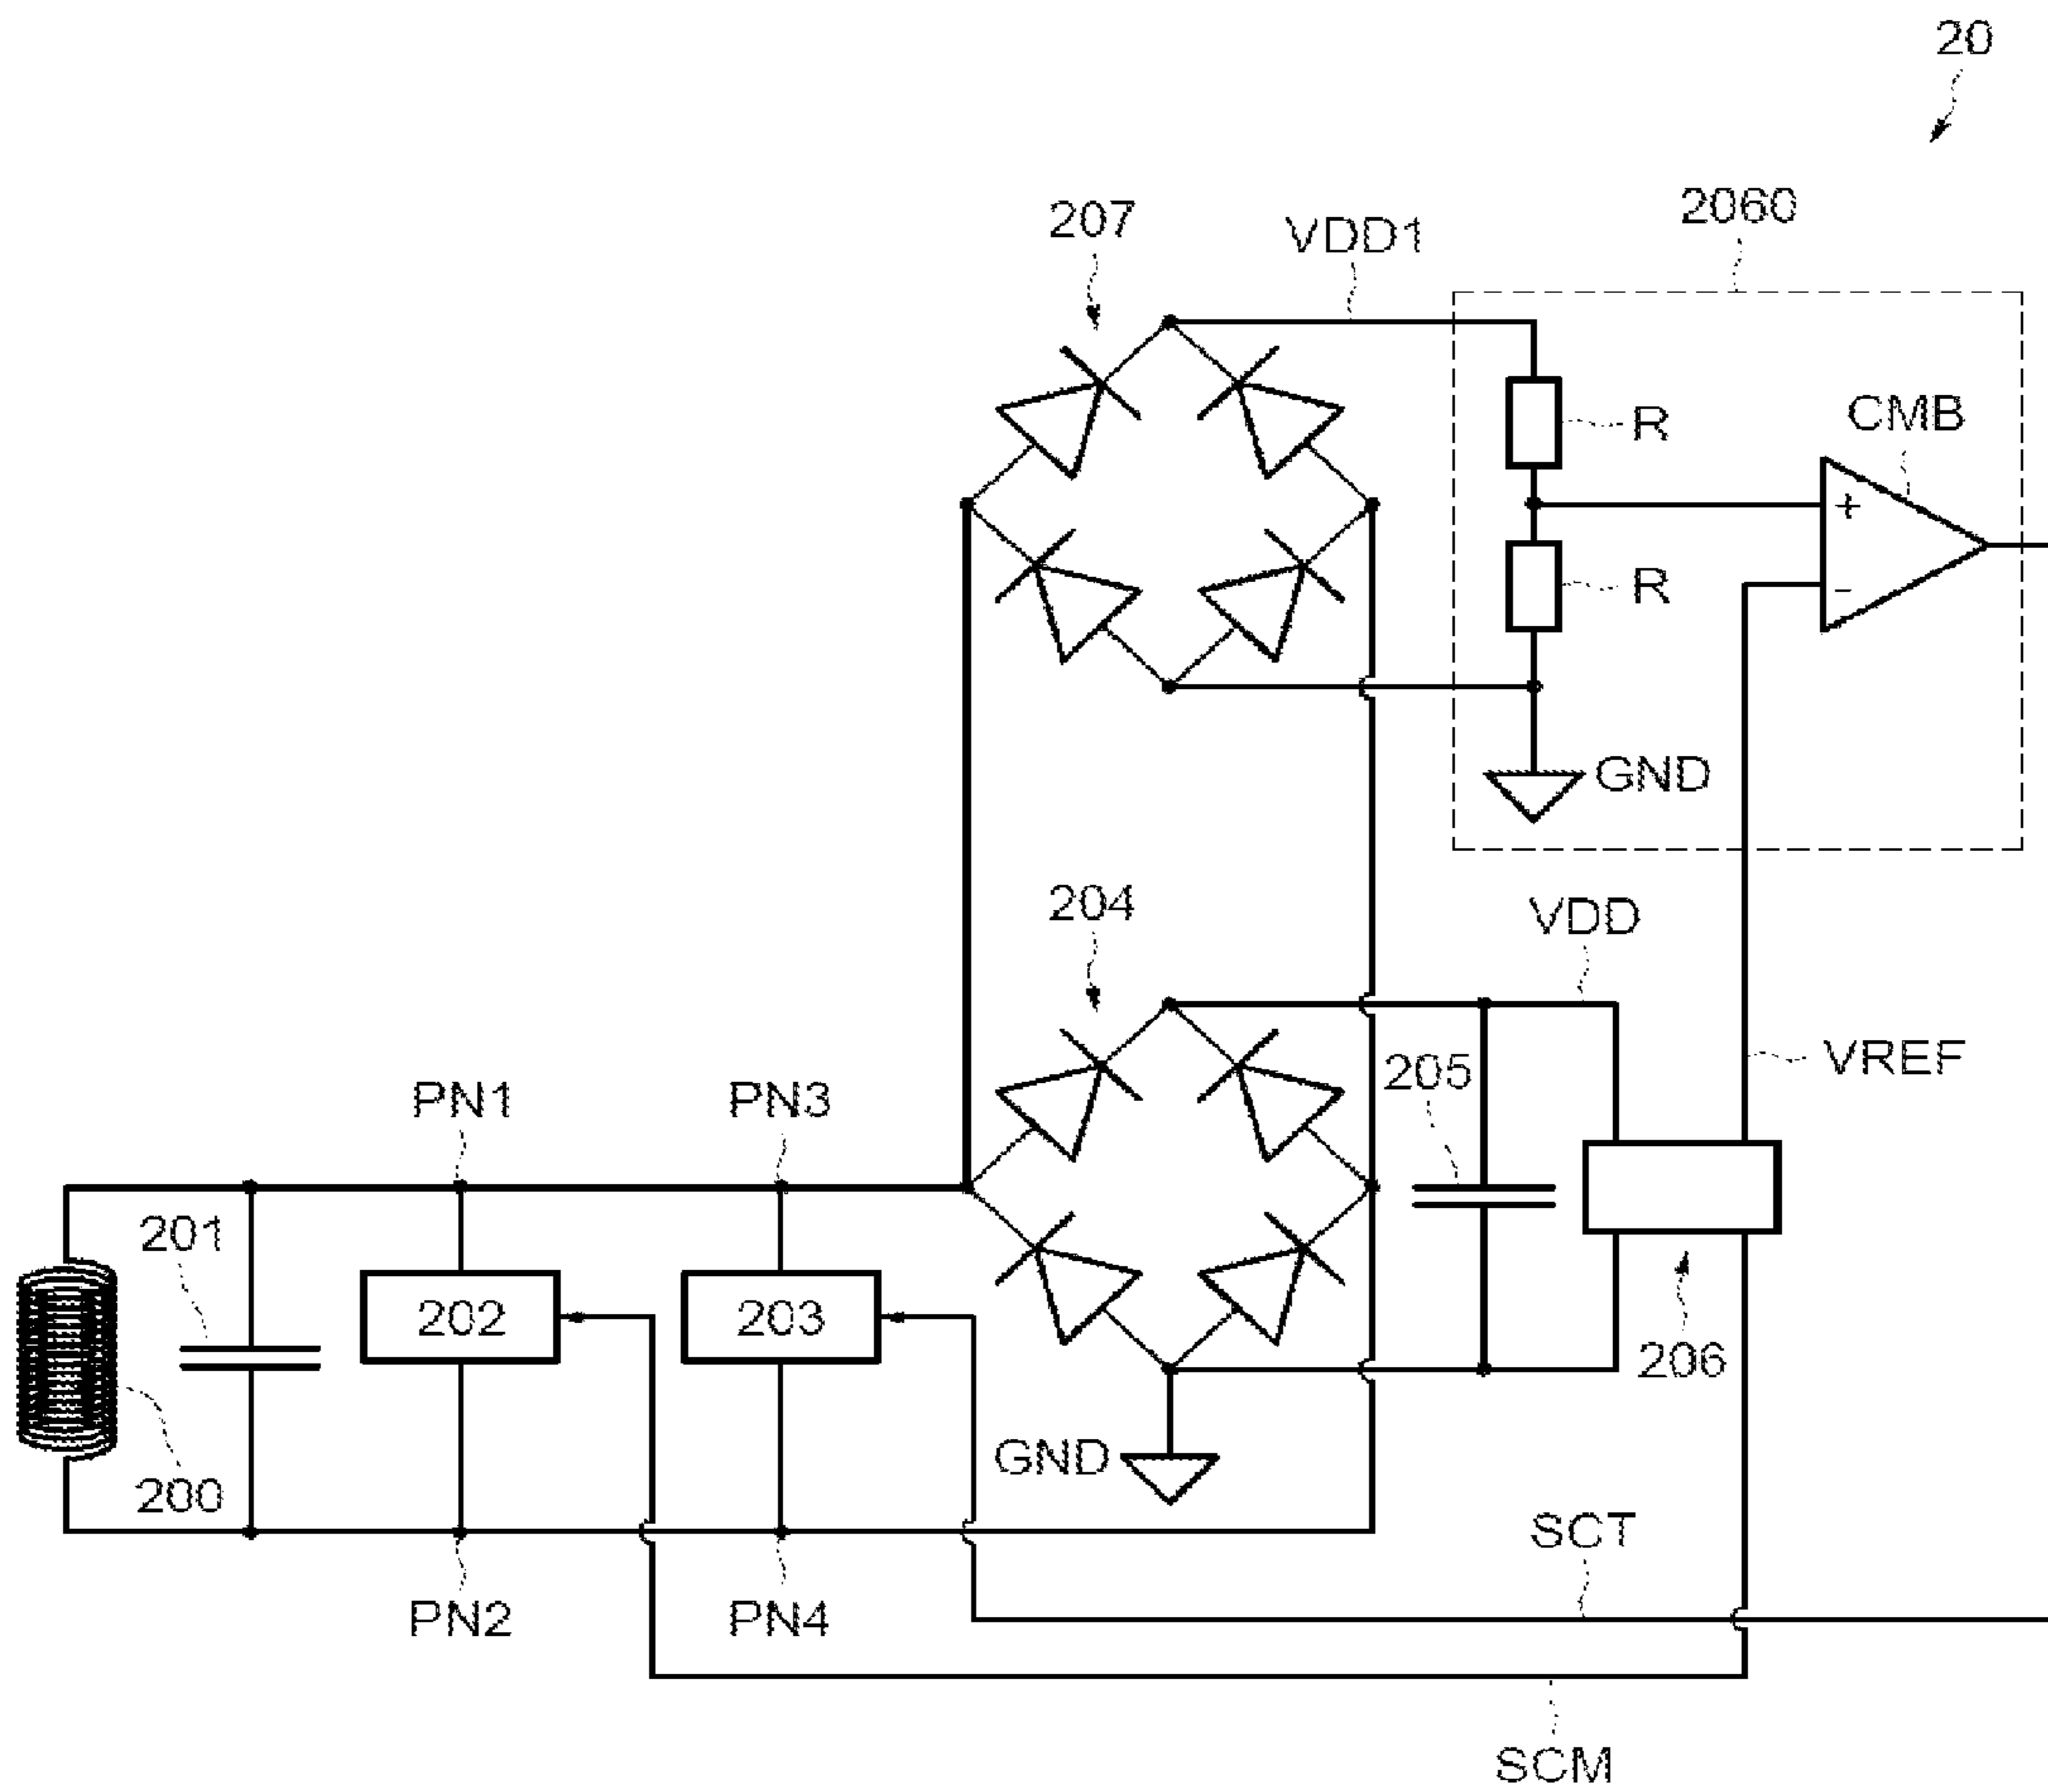 20
2060
207
VDD1
CMB
R
+
R
-
GND
204
VDD
VREF
205
PN1
PN3
201
202
203
206
GND
200
SCT
PN2
PN4
SCM